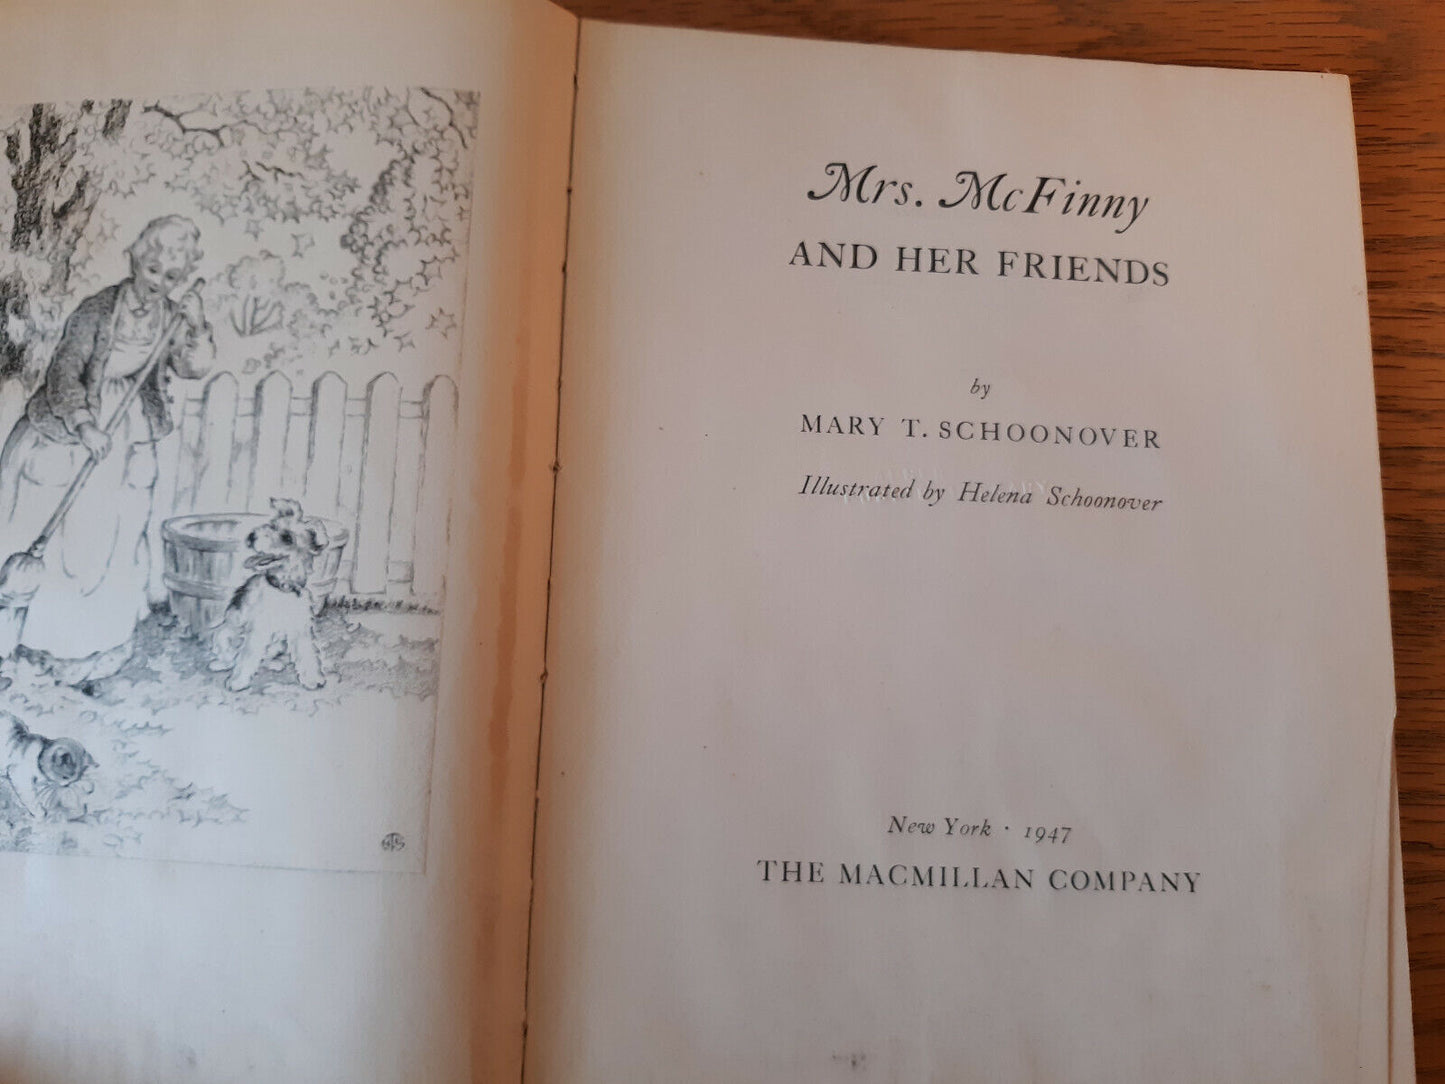 Mrs. McFinny
AND HER FRIENDS
by
MARY T. SCHOONOVER
Illustrated by Helena Schoonover
New York · 1947
THE MACMILLAN COMPANY